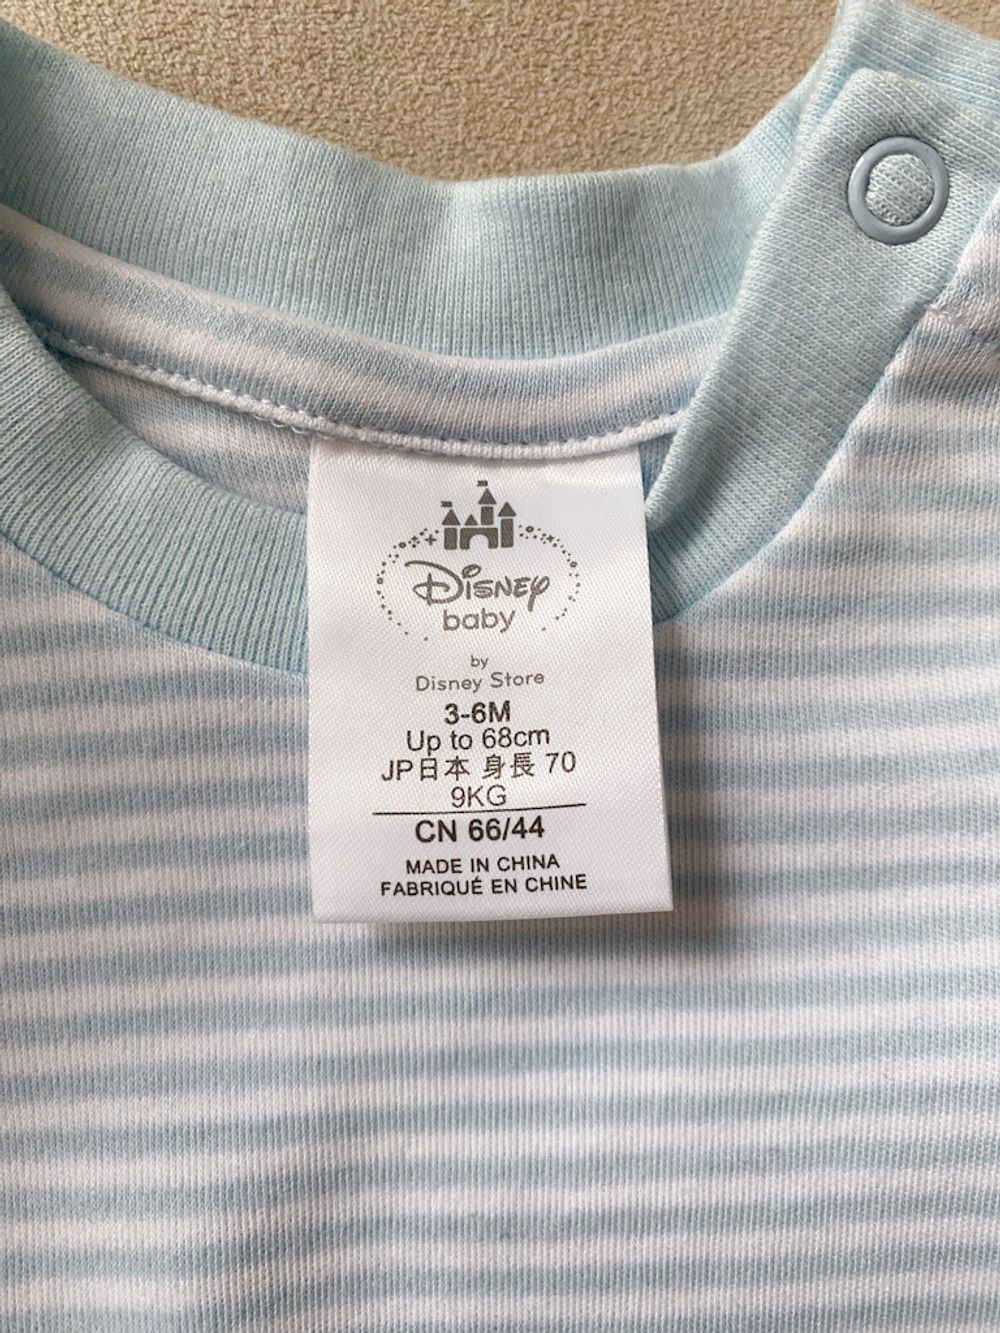 Disney
baby
by
Disney Store
3-6M
Up to 68cm
JP日本 身長 70
9KG
CN 66/44
MADE IN CHINA
FABRIQUÉ EN CHINE